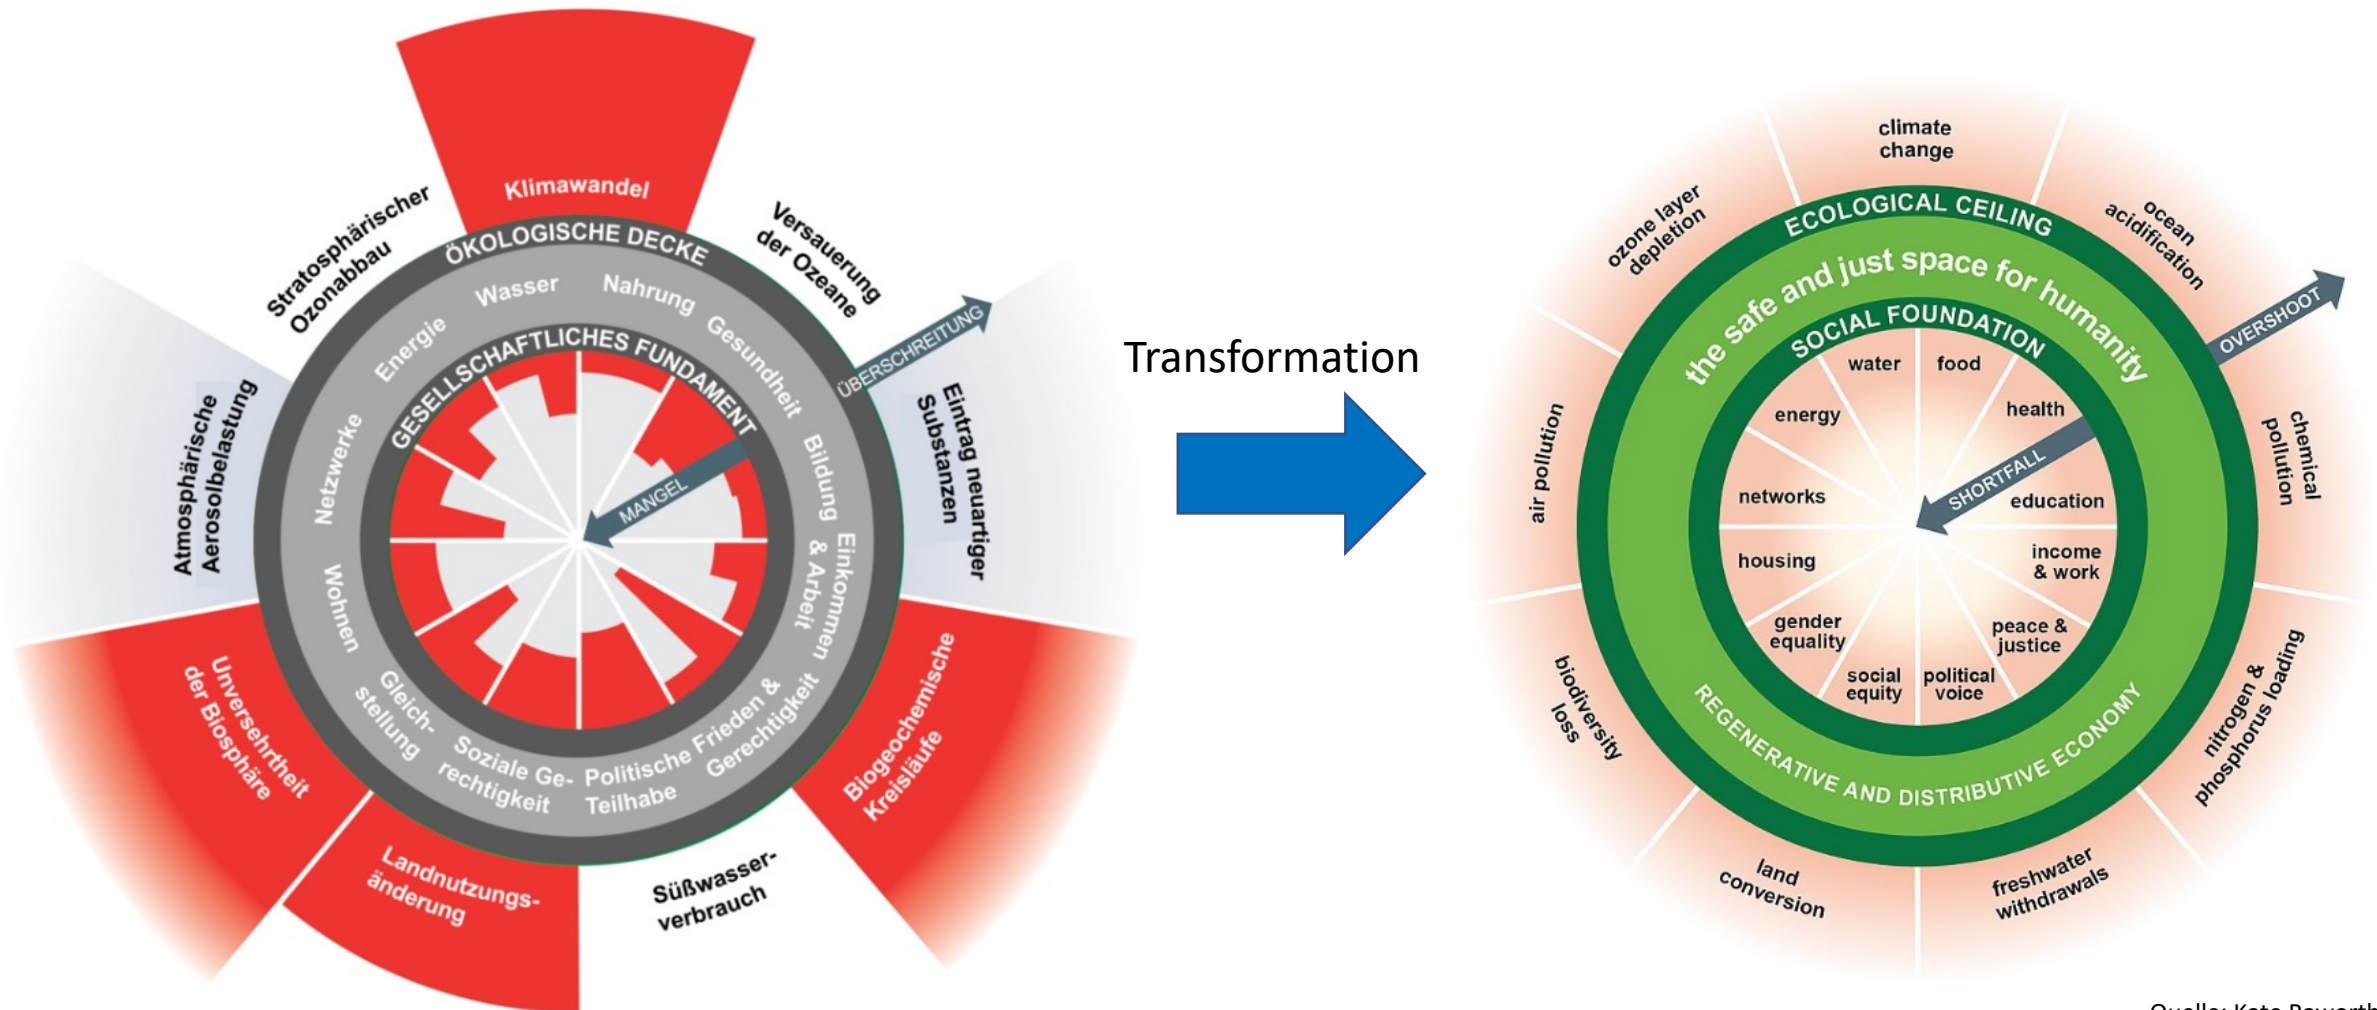 Klimawandel
Stratosphärischer
Ozonabbau
Versauerung
der Ozeane
ÖKOLOGISCHE DECKE
Wasser
Nahrung
Energie
Gesundheit
GESELLSCHAFTLICHES FUNDAMENT
ÜBERSCHREITUNG
Atmosphärische
Aerosolbelastung
Netzwerke
Bildung
Eintrag neuartiger
Substanzen
MANGEL
Wohnen
Einkommen
& Arbeit
Gleich-
stellung
Soziale Ge-
rechtigkeit
Politische
Teilhabe
Frieden &
Gerechtigkeit
Unversehrtheit
der Biosphäre
Biogeochemische
Kreisläufe
Landnutzungs-
änderung
Süßwasser-
verbrauch
Transformation
climate
change
ozone layer
depletion
ocean
acidification
ECOLOGICAL CEILING
the safe and just space for humanity
SOCIAL FOUNDATION
OVERSHOOT
water
food
energy
health
SHORTFALL
networks
education
housing
income
& work
gender
equality
peace &
justice
social
equity
political
voice
REGENERATIVE AND DISTRIBUTIVE ECONOMY
air pollution
chemical
pollution
biodiversity
loss
nitrogen &
phosphorus loading
land
conversion
freshwater
withdrawals
Quelle: Kate Raworth